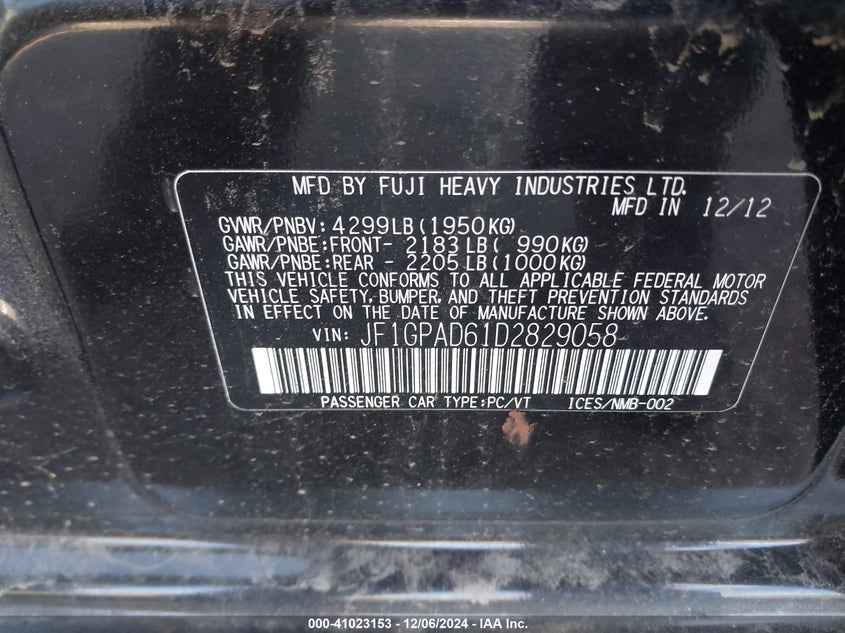 MFD BY FUJI HEAVY INDUSTRIES LTD.
MFD IN 12/12
GVWR/PNBV: 4299LB(1950KG)
GAWR/PNBE:FRONT- 2183LB( 990KG)
GAWR/PNBE:REAR - 2205LB(1000KG)
THIS VEHICLE CONFORMS TO ALL APPLICABLE FEDERAL MOTOR
VEHICLE SAFETY, BUMPER, AND THEFT PREVENTION STANDARDS
IN EFFECT ON THE DATE OF MANUFACTURE SHOWN ABOVE.
VIN: JF1GPAD61D2829058
PASSENGER CAR TYPE:PC/VT ICES/NMB-002
000-41023153 - 12/06/2024 - IAA Inc.